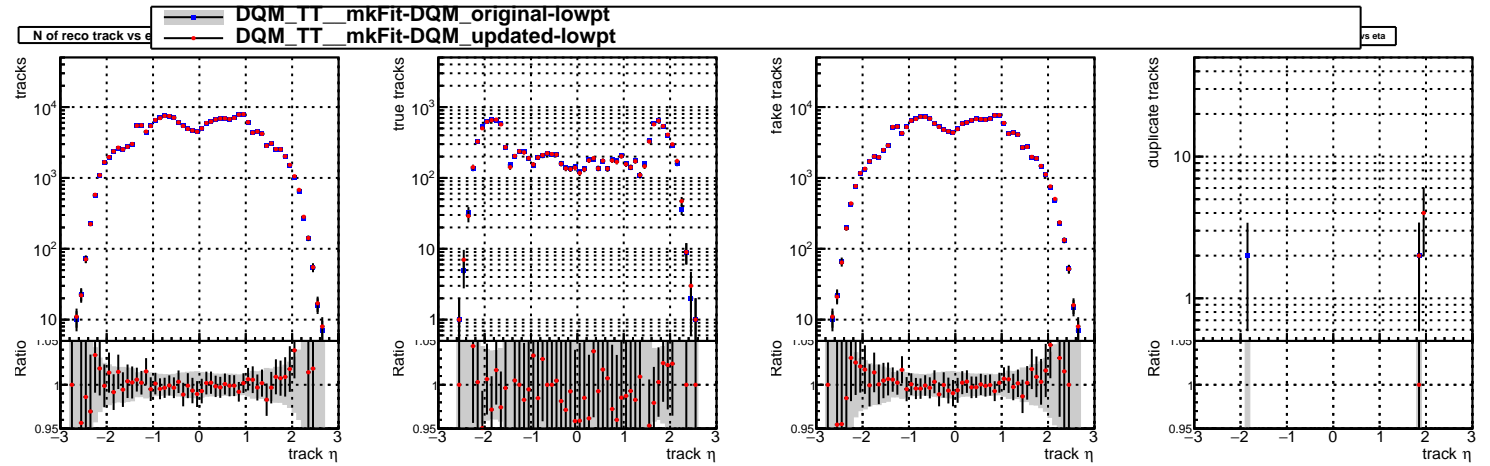 DQM_TT__mkFit-DQM_original-lowpt
DQM_TT__mkFit-DQM_updated-lowpt
N of reco track vs e
vs eta
tracks
10⁴
10³
10²
10
Ratio
1.05
1
0.95
−3 −2 −1 0 1 2 3
track η
true tracks
10³
10²
10
1
Ratio
1.05
1
0.95
−3 −2 −1 0 1 2 3
track η
fake tracks
10⁴
10³
10²
10
Ratio
1.05
1
0.95
−3 −2 −1 0 1 2 3
track η
duplicate tracks
10
1
Ratio
1.05
1
0.95
−3 −2 −1 0 1 2 3
track η